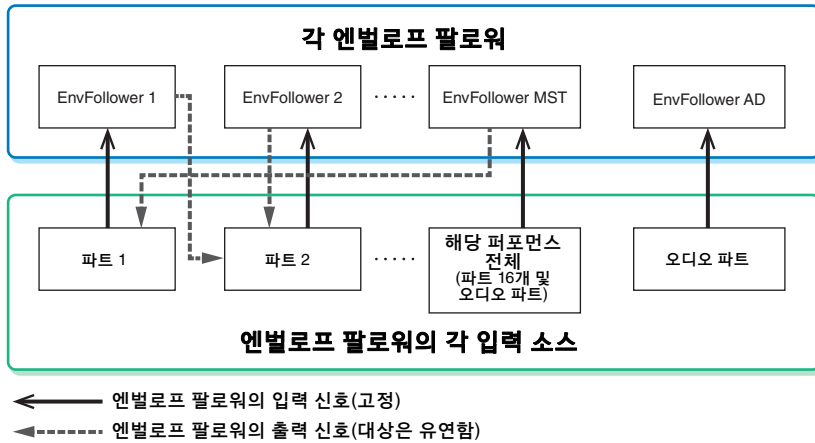 각 엔벌로프 팔로워
EnvFollower 1
EnvFollower 2
·····
EnvFollower MST
EnvFollower AD
파트 1
파트 2
·····
해당 퍼포먼스
전체
(파트 16개 및
오디오 파트)
오디오 파트
엔벌로프 팔로워의 각 입력 소스
엔벌로프 팔로워의 입력 신호(고정)
엔벌로프 팔로워의 출력 신호(대상은 유연함)